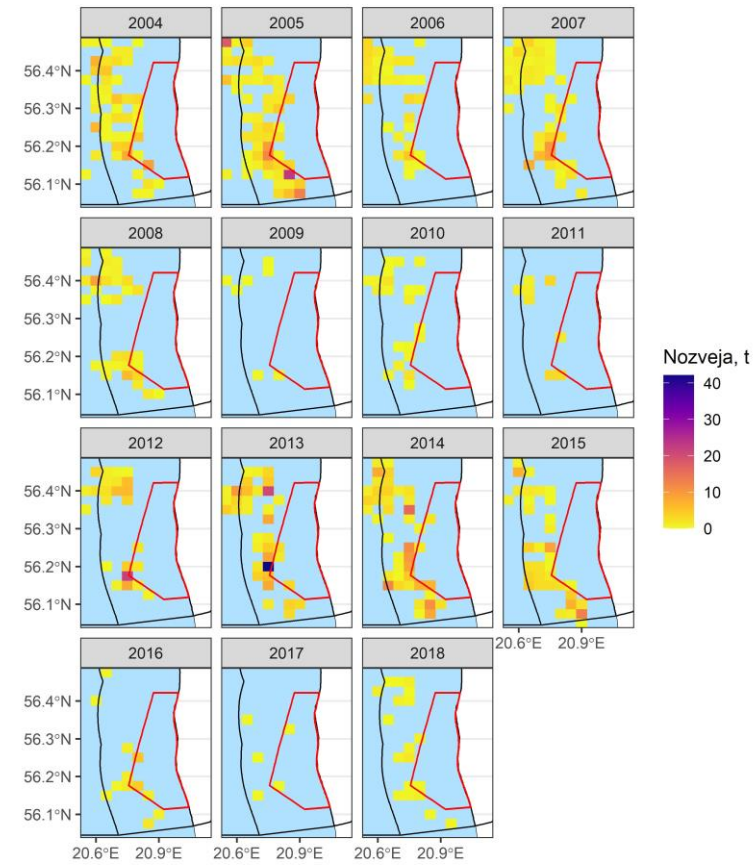 2004 2005 2006 2007
56.4°N
56.3°N
56.2°N
56.1°N
2008 2009 2010 2011
56.4°N
56.3°N
56.2°N
56.1°N
Nozveja, t
40
30
20
10
0
2012 2013 2014 2015
56.4°N
56.3°N
56.2°N
56.1°N
20.6°E 20.9°E
2016 2017 2018
56.4°N
56.3°N
56.2°N
56.1°N
20.6°E 20.9°E 20.6°E 20.9°E 20.6°E 20.9°E